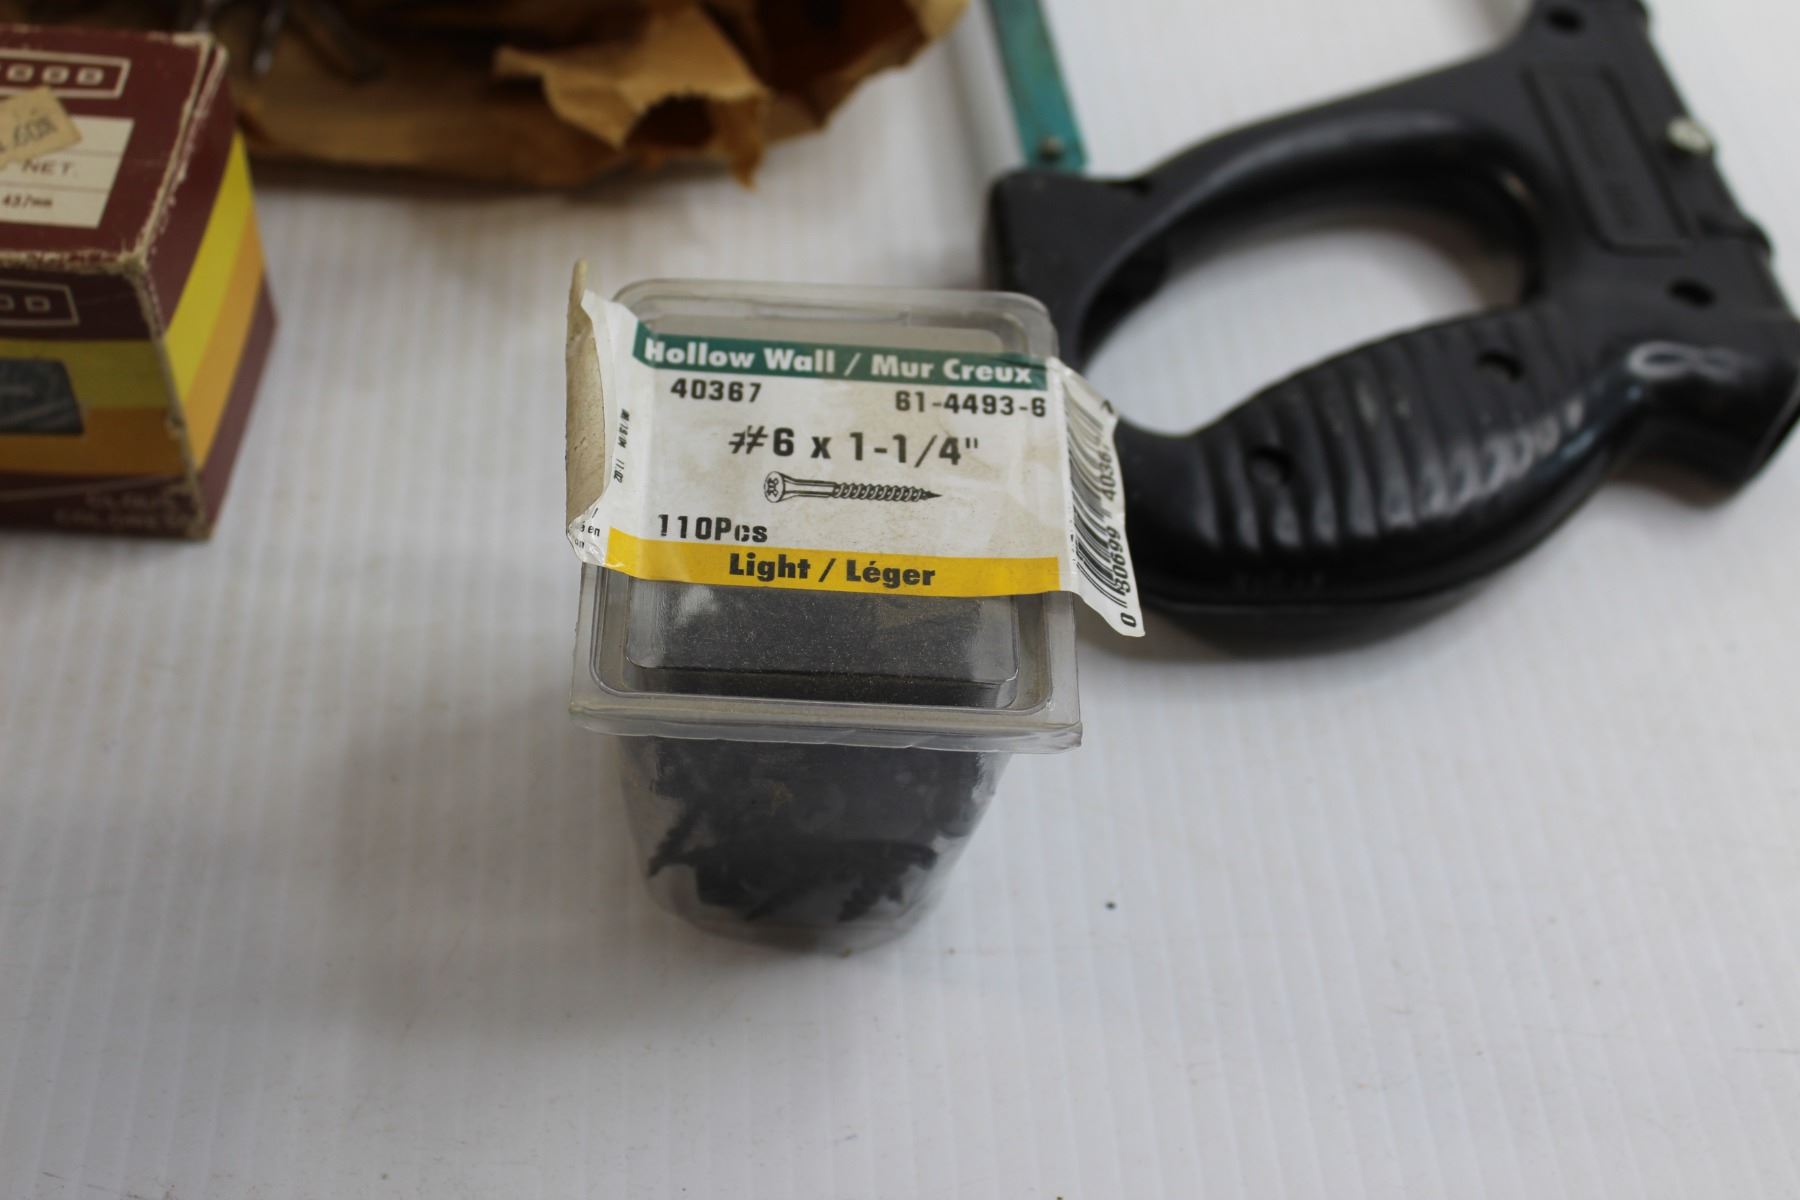 Hollow Wall / Mur Creux
40367 61-4493-6
#6 x 1-1/4"
110Pcs
Light / Léger
NET.